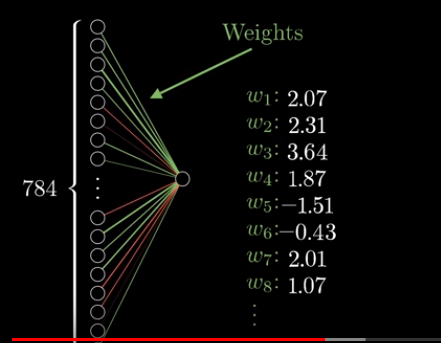 Weights
w₁: 2.07
w₂: 2.31
w₃: 3.64
w₄: 1.87
w₅: −1.51
w₆: −0.43
w₇: 2.01
w₈: 1.07
⋮
784